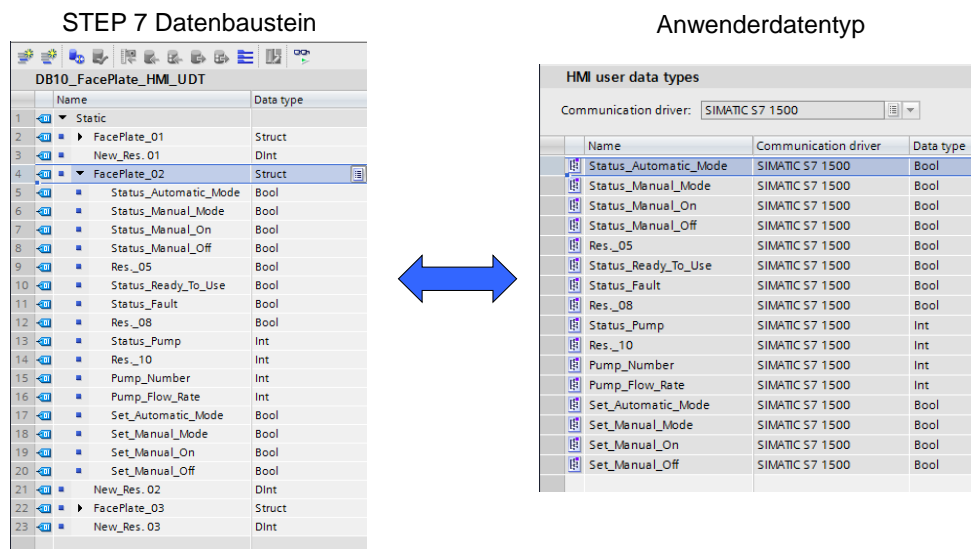 STEP 7 Datenbaustein
DB10_FacePlate_HMI_UDT
Name Data type
1 Static
2 FacePlate_01 Struct
3 New_Res. 01 DInt
4 FacePlate_02 Struct
5 Status_Automatic_Mode Bool
6 Status_Manual_Mode Bool
7 Status_Manual_On Bool
8 Status_Manual_Off Bool
9 Res._05 Bool
10 Status_Ready_To_Use Bool
11 Status_Fault Bool
12 Res._08 Bool
13 Status_Pump Int
14 Res._10 Int
15 Pump_Number Int
16 Pump_Flow_Rate Int
17 Set_Automatic_Mode Bool
18 Set_Manual_Mode Bool
19 Set_Manual_On Bool
20 Set_Manual_Off Bool
21 New_Res. 02 DInt
22 FacePlate_03 Struct
23 New_Res. 03 DInt
Anwenderdatentyp
HMI user data types
Communication driver: SIMATIC S7 1500
Name Communication driver Data type
Status_Automatic_Mode SIMATIC S7 1500 Bool
Status_Manual_Mode SIMATIC S7 1500 Bool
Status_Manual_On SIMATIC S7 1500 Bool
Status_Manual_Off SIMATIC S7 1500 Bool
Res._05 SIMATIC S7 1500 Bool
Status_Ready_To_Use SIMATIC S7 1500 Bool
Status_Fault SIMATIC S7 1500 Bool
Res._08 SIMATIC S7 1500 Bool
Status_Pump SIMATIC S7 1500 Int
Res._10 SIMATIC S7 1500 Int
Pump_Number SIMATIC S7 1500 Int
Pump_Flow_Rate SIMATIC S7 1500 Int
Set_Automatic_Mode SIMATIC S7 1500 Bool
Set_Manual_Mode SIMATIC S7 1500 Bool
Set_Manual_On SIMATIC S7 1500 Bool
Set_Manual_Off SIMATIC S7 1500 Bool